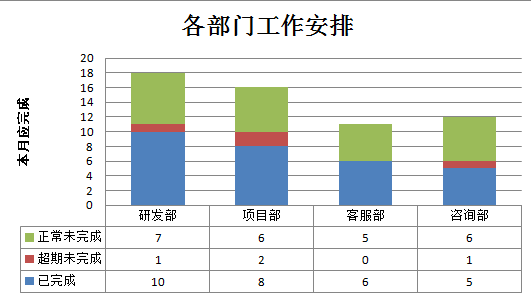 各部门工作安排
本月应完成
20
18
16
14
12
10
8
6
4
2
0
研发部 项目部 客服部 咨询部
正常未完成 7 6 5 6
超期未完成 1 2 0 1
已完成 10 8 6 5